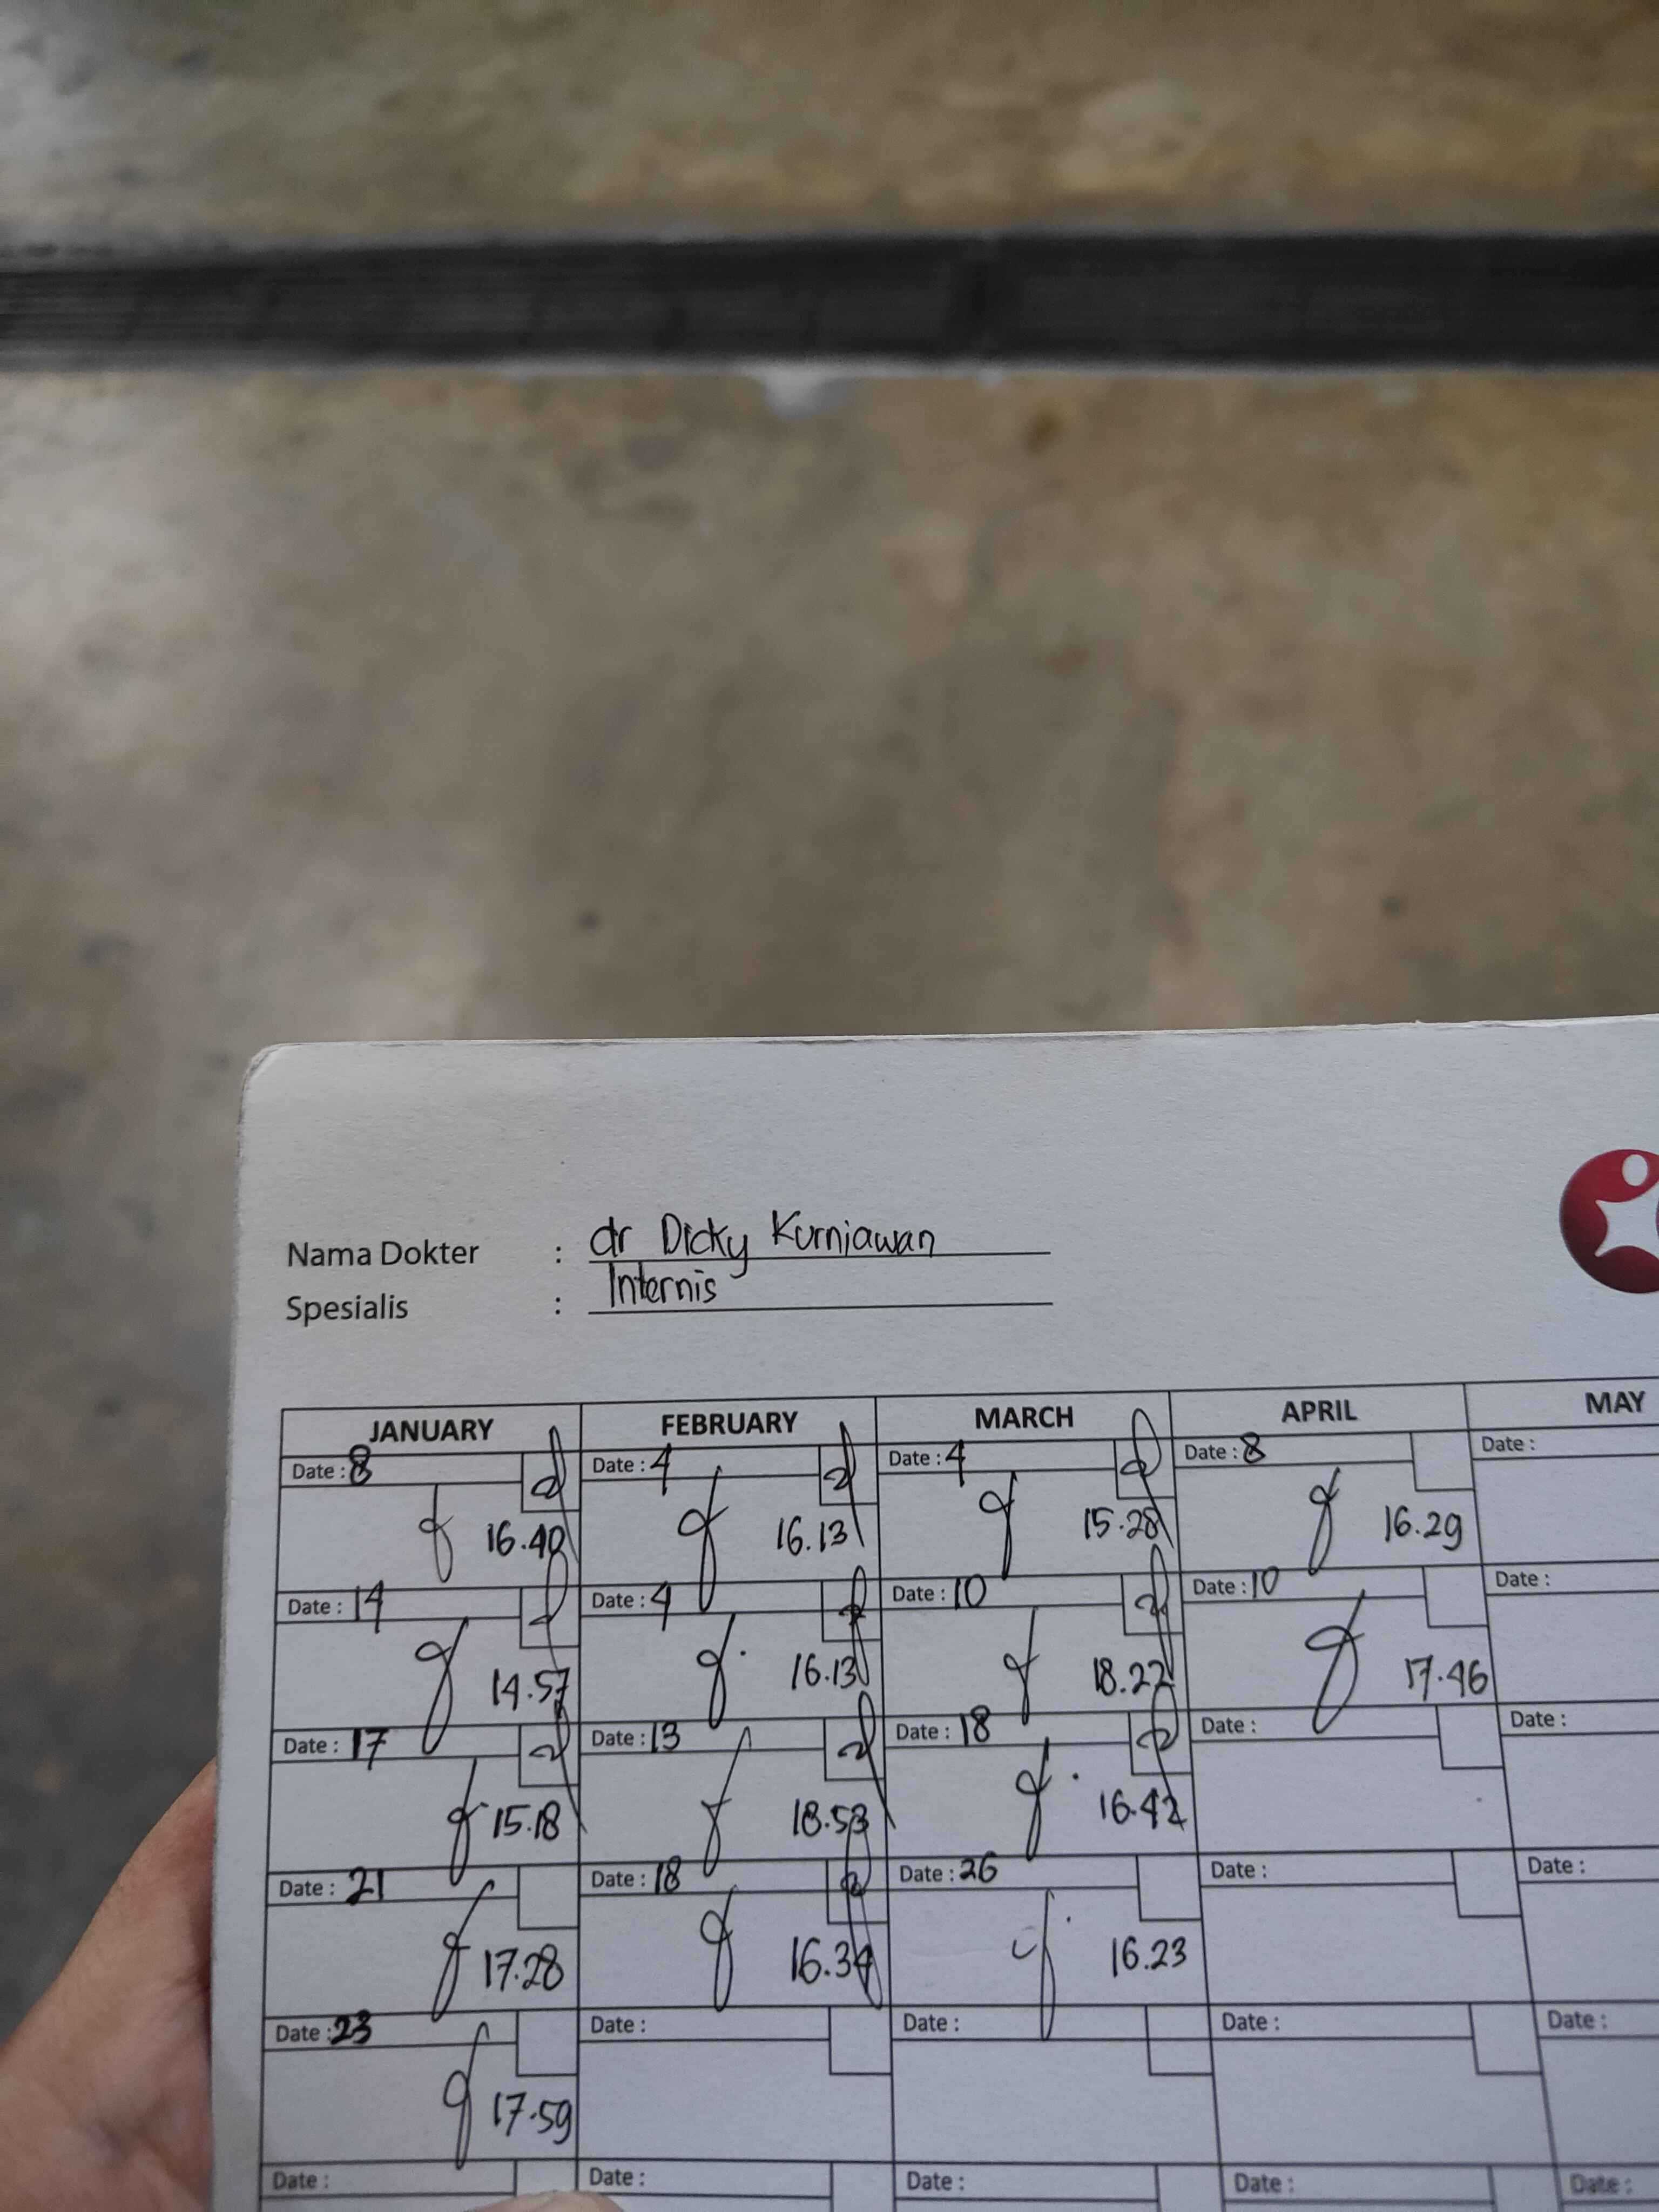 Nama Dokter : dr Dicky Kurniawan
Spesialis : Internis
JANUARY FEBRUARY MARCH APRIL MAY
Date : 8 Date : 4 Date : 4 Date : 8 Date :
16.40 16.13 15.28 16.29
Date : 14 Date : 4 Date : 10 Date : 10 Date :
14.57 16.13 18.22 17.46
Date : 17 Date : 13 Date : 18 Date : Date :
15.18 18.53 16.42
Date : 21 Date : 18 Date : 26 Date : Date :
17.28 16.34 16.23
Date : 23 Date : Date : Date : Date :
17.59
Date : Date : Date : Date : Date :